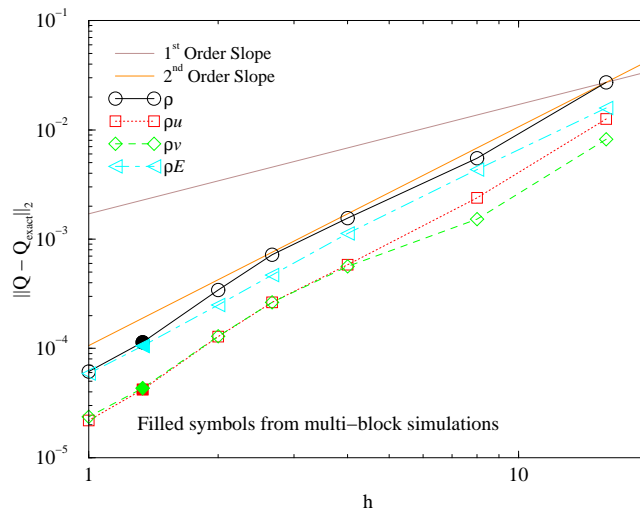 10⁻¹
10⁻²
10⁻³
10⁻⁴
10⁻⁵
||Q − Q_exact||₂
1ˢᵗ Order Slope
2ⁿᵈ Order Slope
ρ
ρu
ρv
ρE
Filled symbols from multi−block simulations
1
10
h